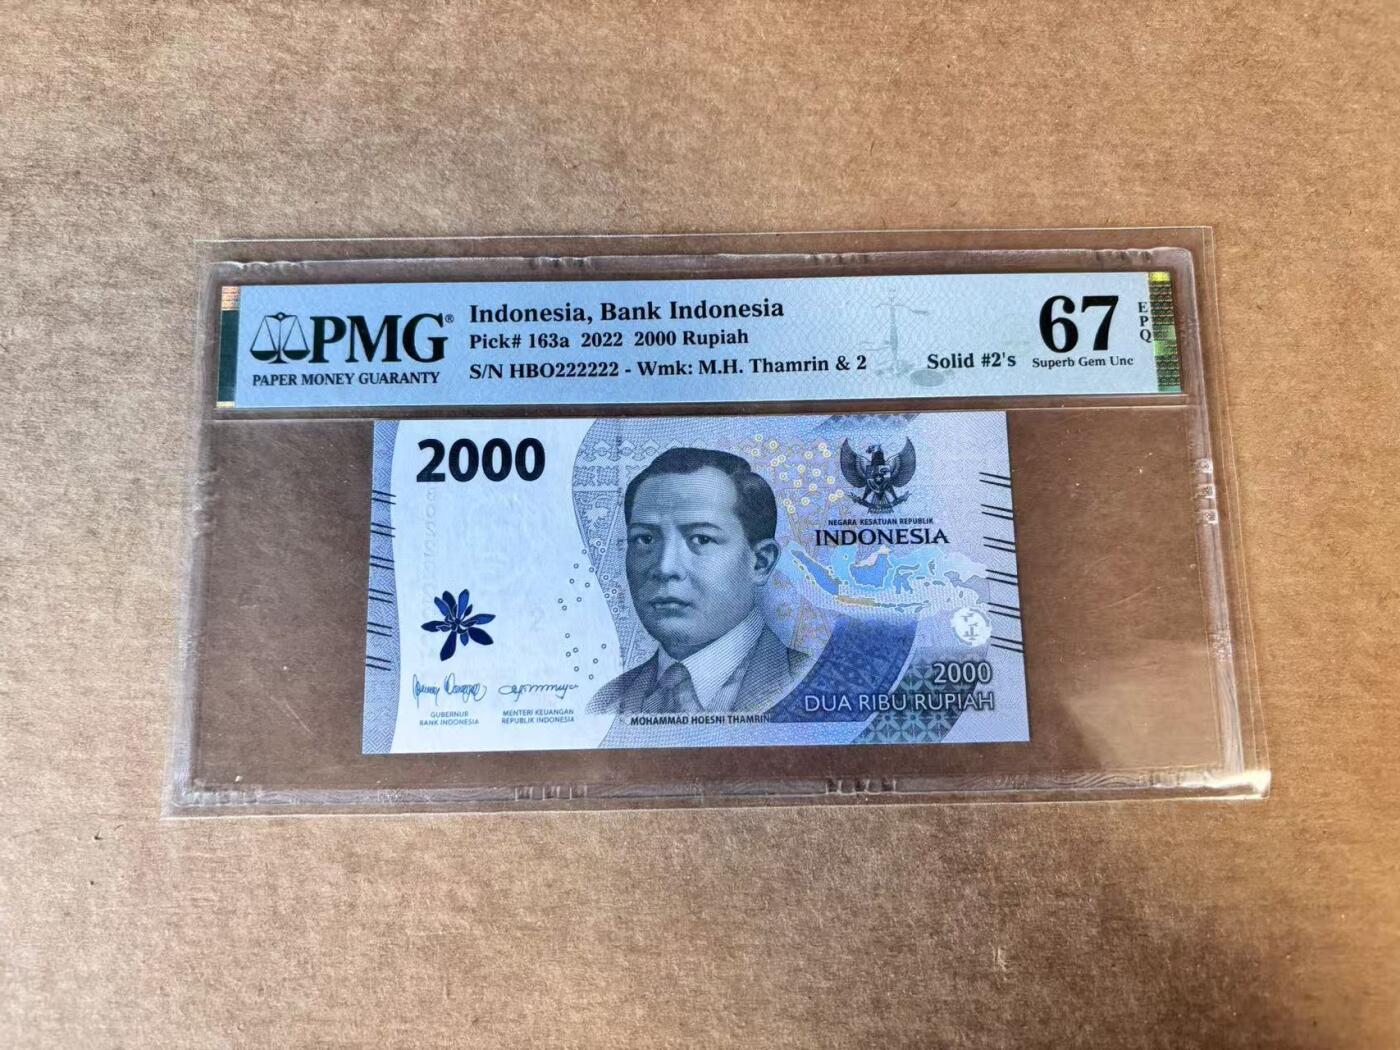 PMG®
PAPER MONEY GUARANTY
Indonesia, Bank Indonesia
Pick# 163a 2022 2000 Rupiah
S/N HBO222222 - Wmk: M.H. Thamrin & 2
Solid #2's
67
EPQ
Superb Gem Unc
2000
NEGARA KESATUAN REPUBLIK
INDONESIA
2
GUBERNUR
BANK INDONESIA
MENTERI KEUANGAN
REPUBLIK INDONESIA
MOHAMMAD HOESNI THAMRIN
2000
DUA RIBU RUPIAH